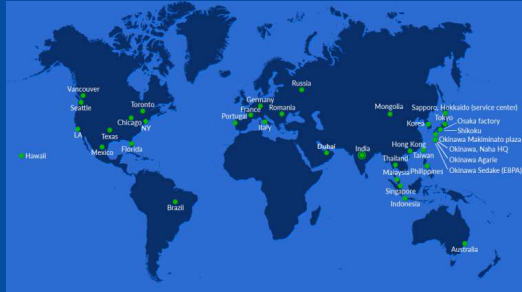 Vancouver
Seattle
Toronto
Chicago
NY
LA
Texas
Hawaii
Mexico
Florida
Brazil
Russia
Germany
France
Romania
Portugal
Italy
Dubai
India
Mongolia
Sapporo, Hokkaido (service center)
Tokyo
Korea
Osaka factory
Shikoku
Okinawa Makiminato plaza
Hong Kong
Okinawa, Naha HQ
Taiwan
Thailand
Okinawa Agarie
Malaysia
Philippines
Okinawa Sedake (EBPA)
Singapore
Indonesia
Australia